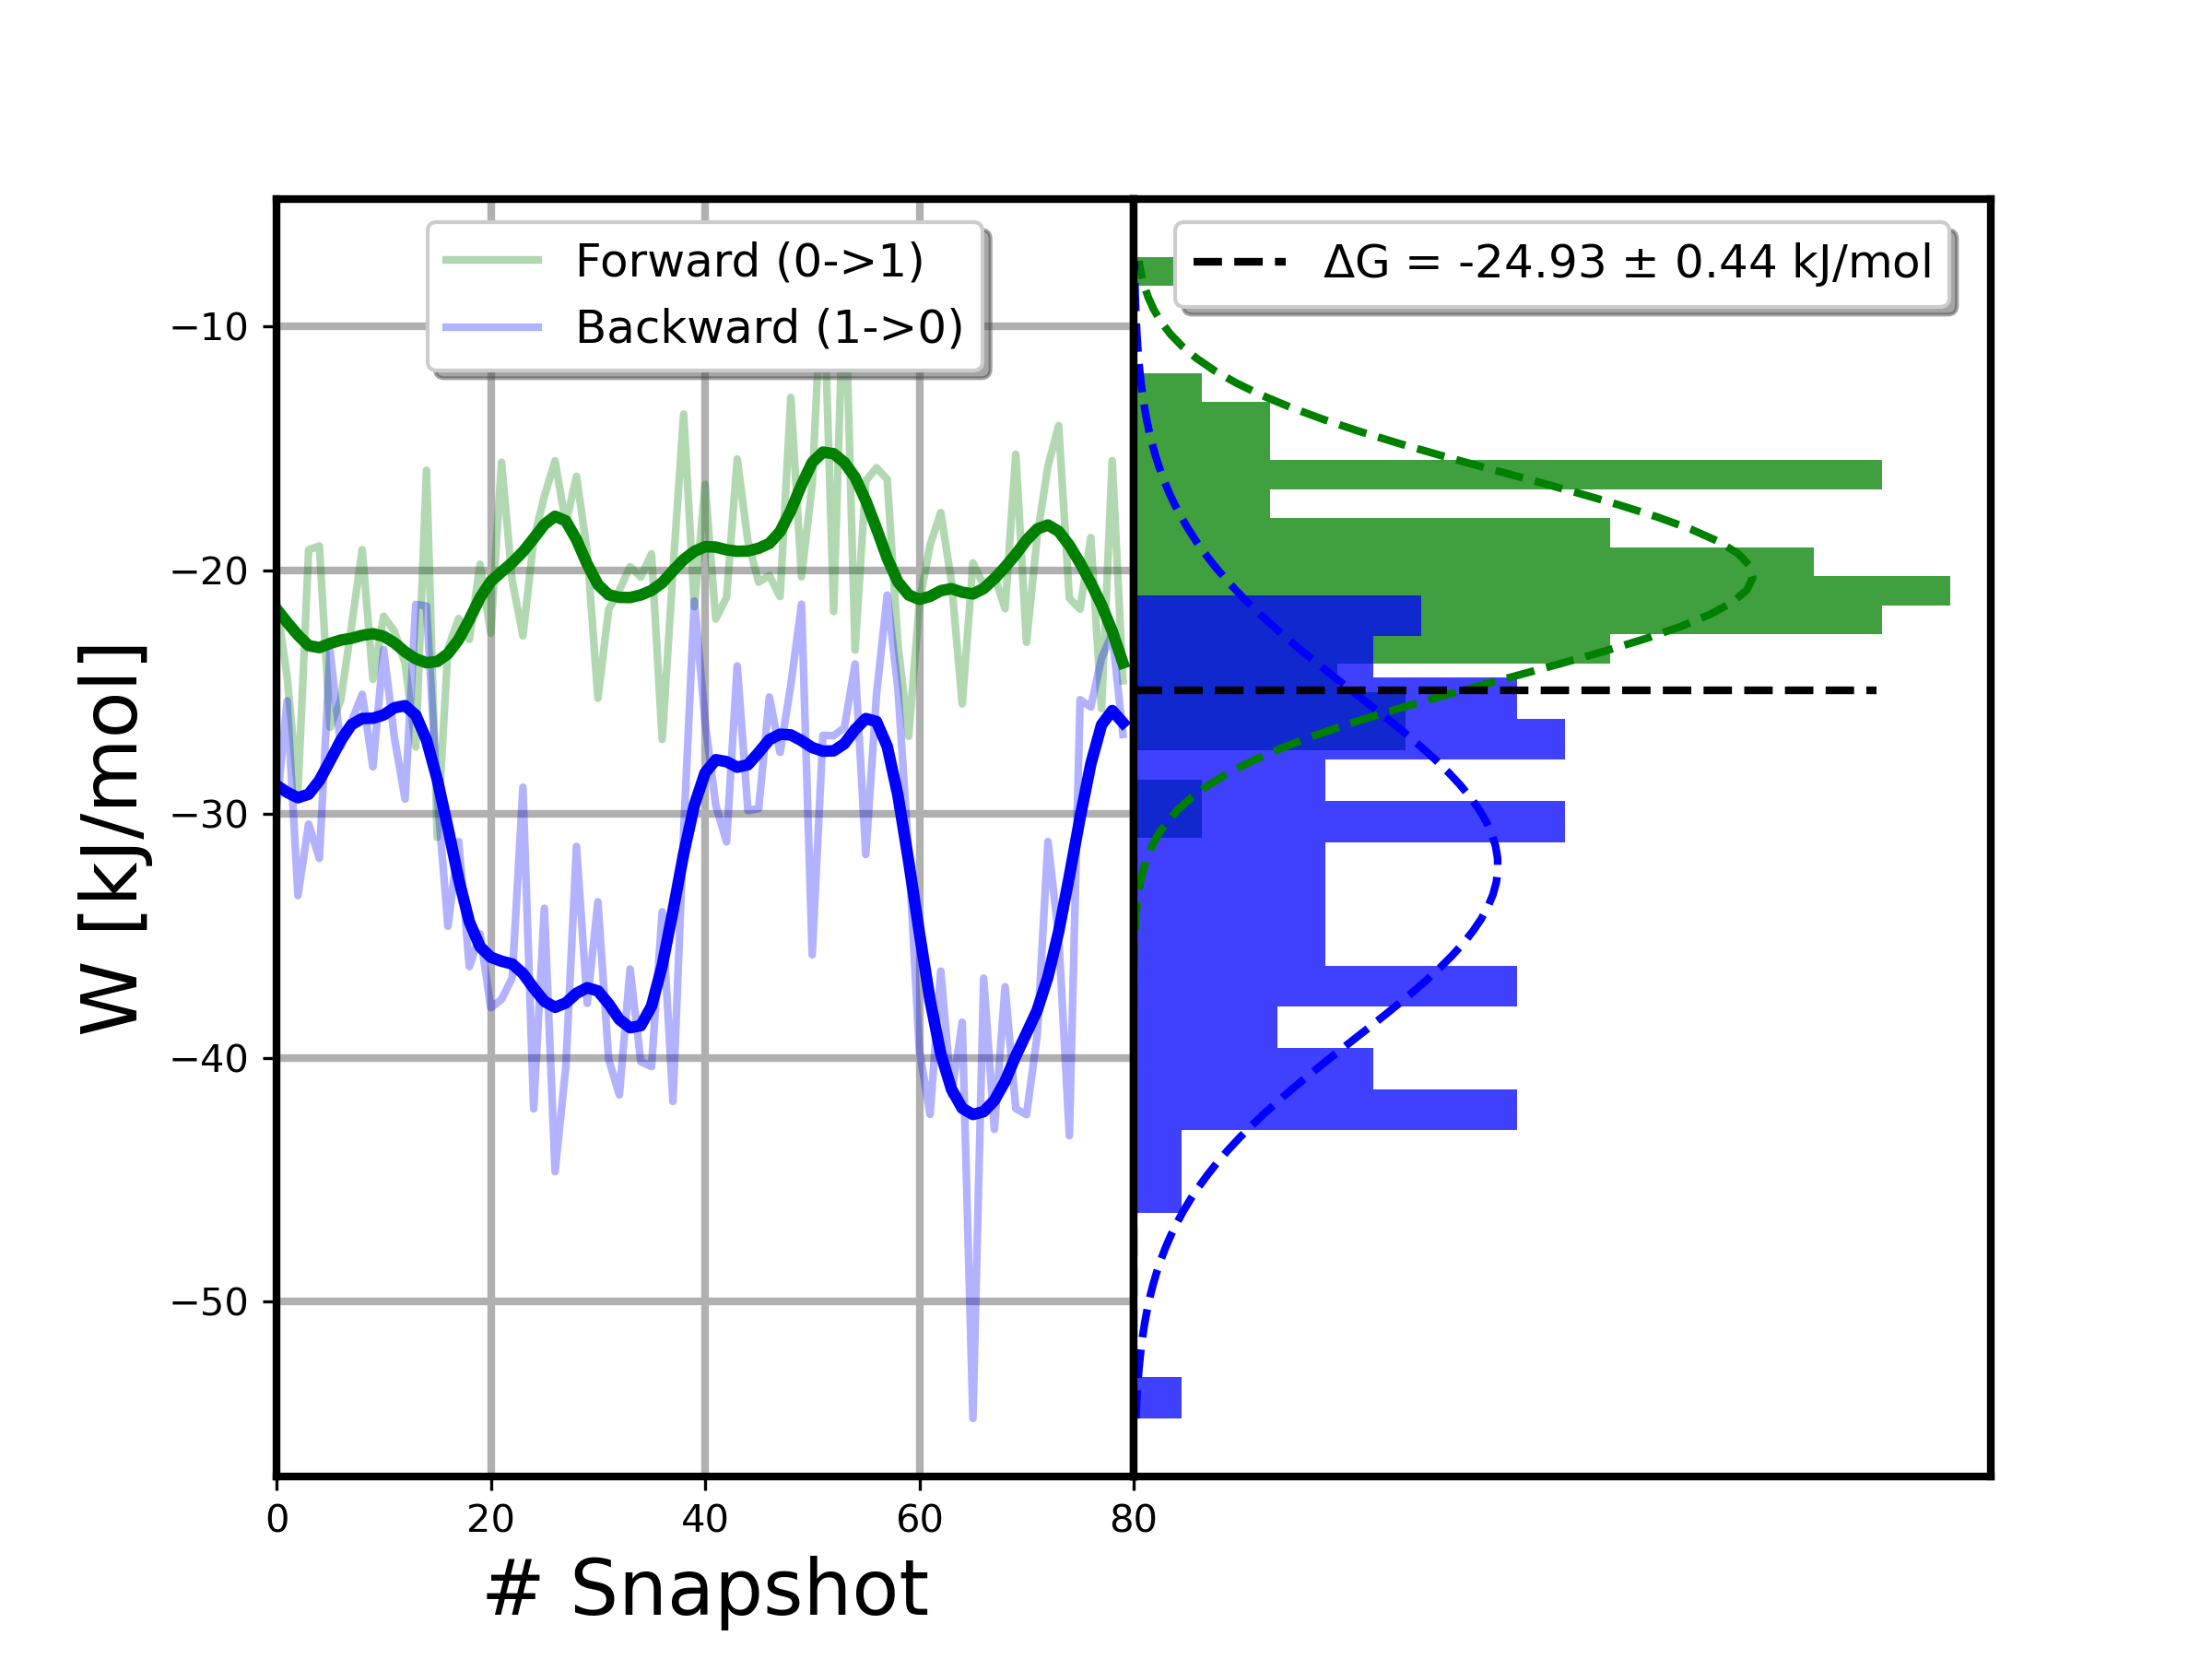 Forward (0->1)
Backward (1->0)
ΔG = -24.93 ± 0.44 kJ/mol
W [kJ/mol]
−10
−20
−30
−40
−50
0 20 40 60 80
# Snapshot